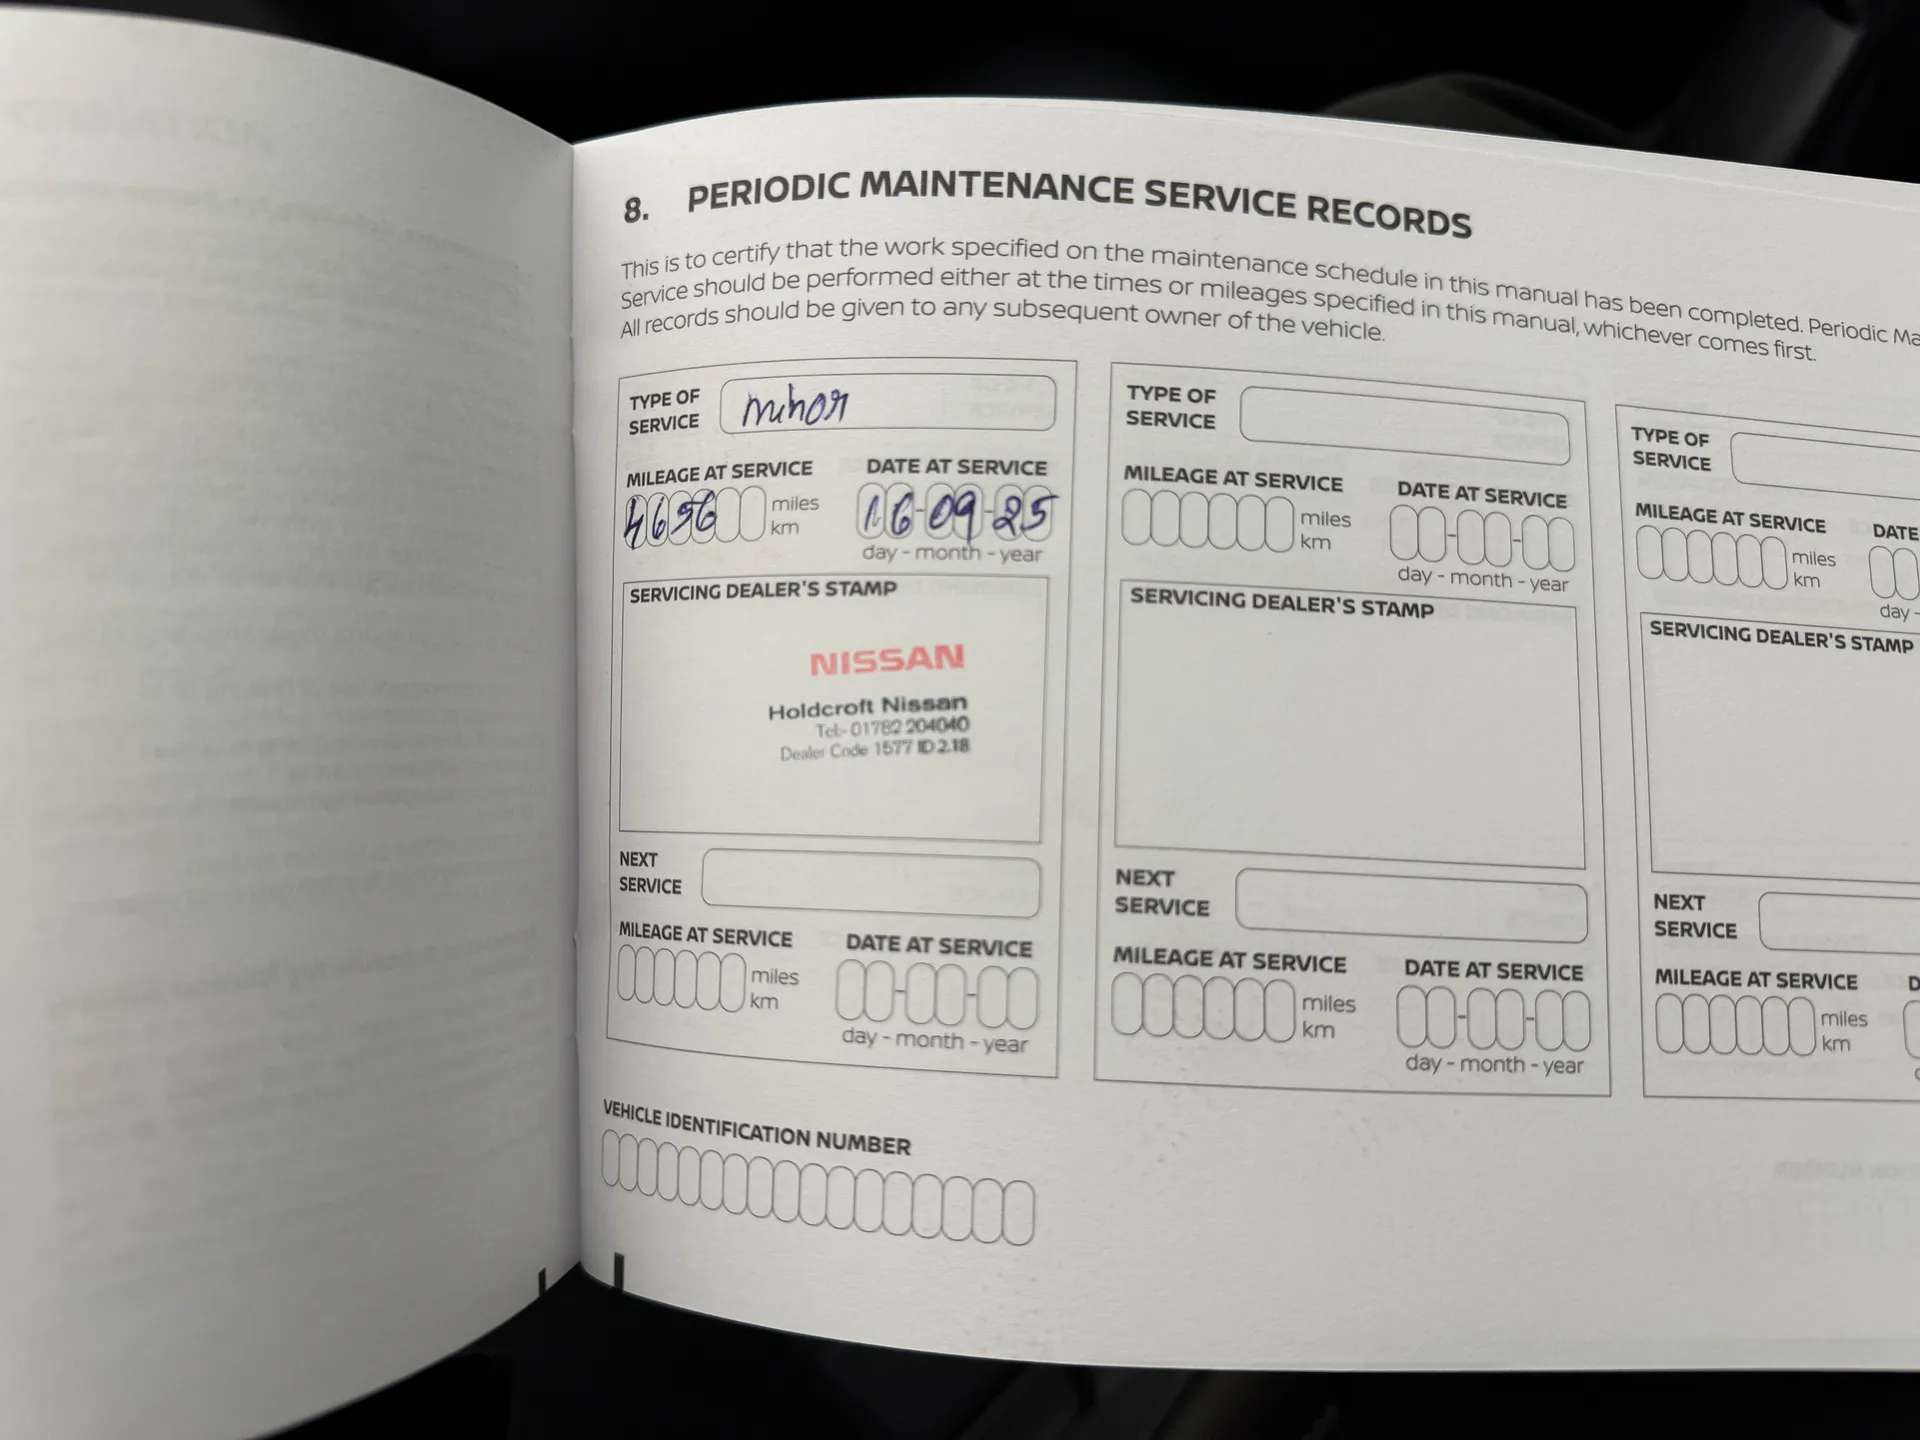 8. PERIODIC MAINTENANCE SERVICE RECORDS
This is to certify that the work specified on the maintenance schedule in this manual has been completed. Periodic Ma
Service should be performed either at the times or mileages specified in this manual, whichever comes first.
All records should be given to any subsequent owner of the vehicle.
TYPE OF
SERVICE
minor
MILEAGE AT SERVICE
4656
miles
km
DATE AT SERVICE
16-09-25
day - month - year
SERVICING DEALER'S STAMP
NISSAN
Holdcroft Nissan
Tel:- 01782 204040
Dealer Code 1577 ID 2.18
NEXT
SERVICE
MILEAGE AT SERVICE
miles
km
DATE AT SERVICE
day - month - year
TYPE OF
SERVICE
MILEAGE AT SERVICE
miles
km
DATE AT SERVICE
day - month - year
SERVICING DEALER'S STAMP
NEXT
SERVICE
MILEAGE AT SERVICE
miles
km
DATE AT SERVICE
day - month - year
TYPE OF
SERVICE
MILEAGE AT SERVICE
miles
km
DATE
day -
SERVICING DEALER'S STAMP
NEXT
SERVICE
MILEAGE AT SERVICE
miles
km
D
VEHICLE IDENTIFICATION NUMBER